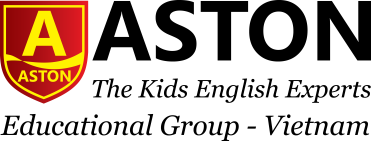 A
ASTON
ASTON
The Kids English Experts
Educational Group - Vietnam